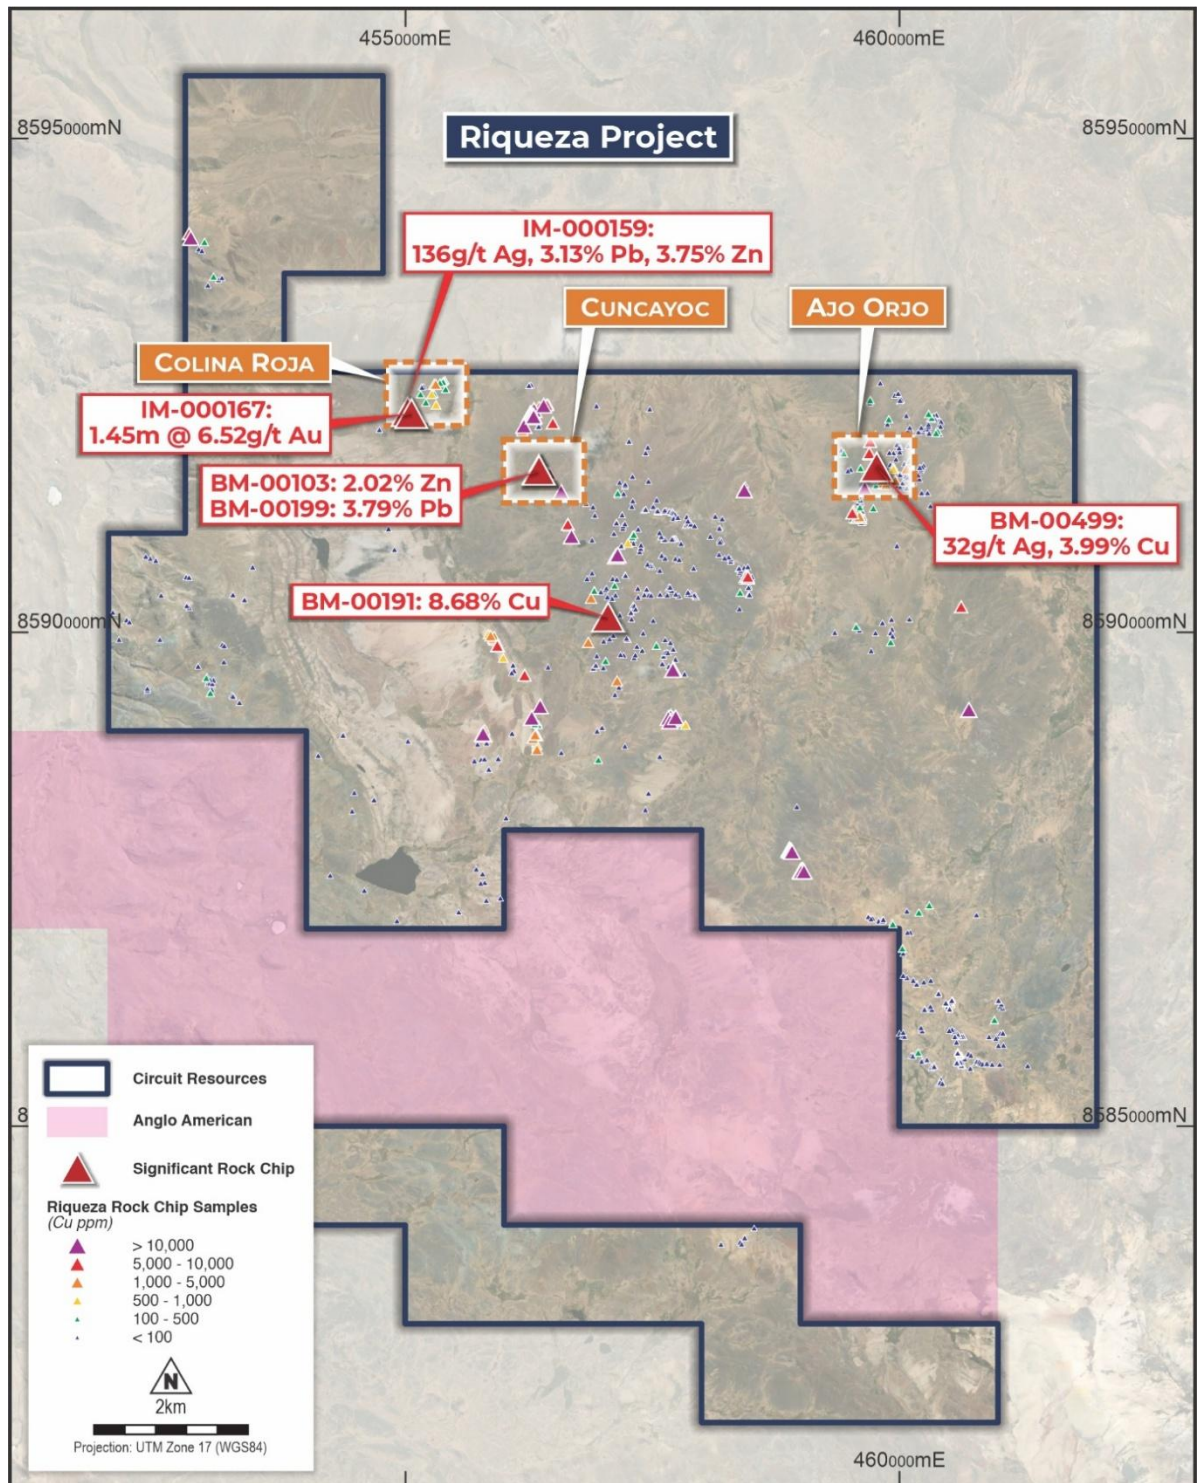 455000mE
460000mE
8595000mN
8595000mN
Riqueza Project
IM-000159:
136g/t Ag, 3.13% Pb, 3.75% Zn
CUNCAYOC
AJO ORJO
COLINA ROJA
IM-000167:
1.45m @ 6.52g/t Au
BM-00103: 2.02% Zn
BM-00199: 3.79% Pb
BM-00499:
32g/t Ag, 3.99% Cu
BM-00191: 8.68% Cu
8590000mN
8590000mN
8
8585000mN
Circuit Resources
Anglo American
Significant Rock Chip
Riqueza Rock Chip Samples
(Cu ppm)
> 10,000
5,000 - 10,000
1,000 - 5,000
500 - 1,000
100 - 500
< 100
N
2km
Projection: UTM Zone 17 (WGS84)
460000mE